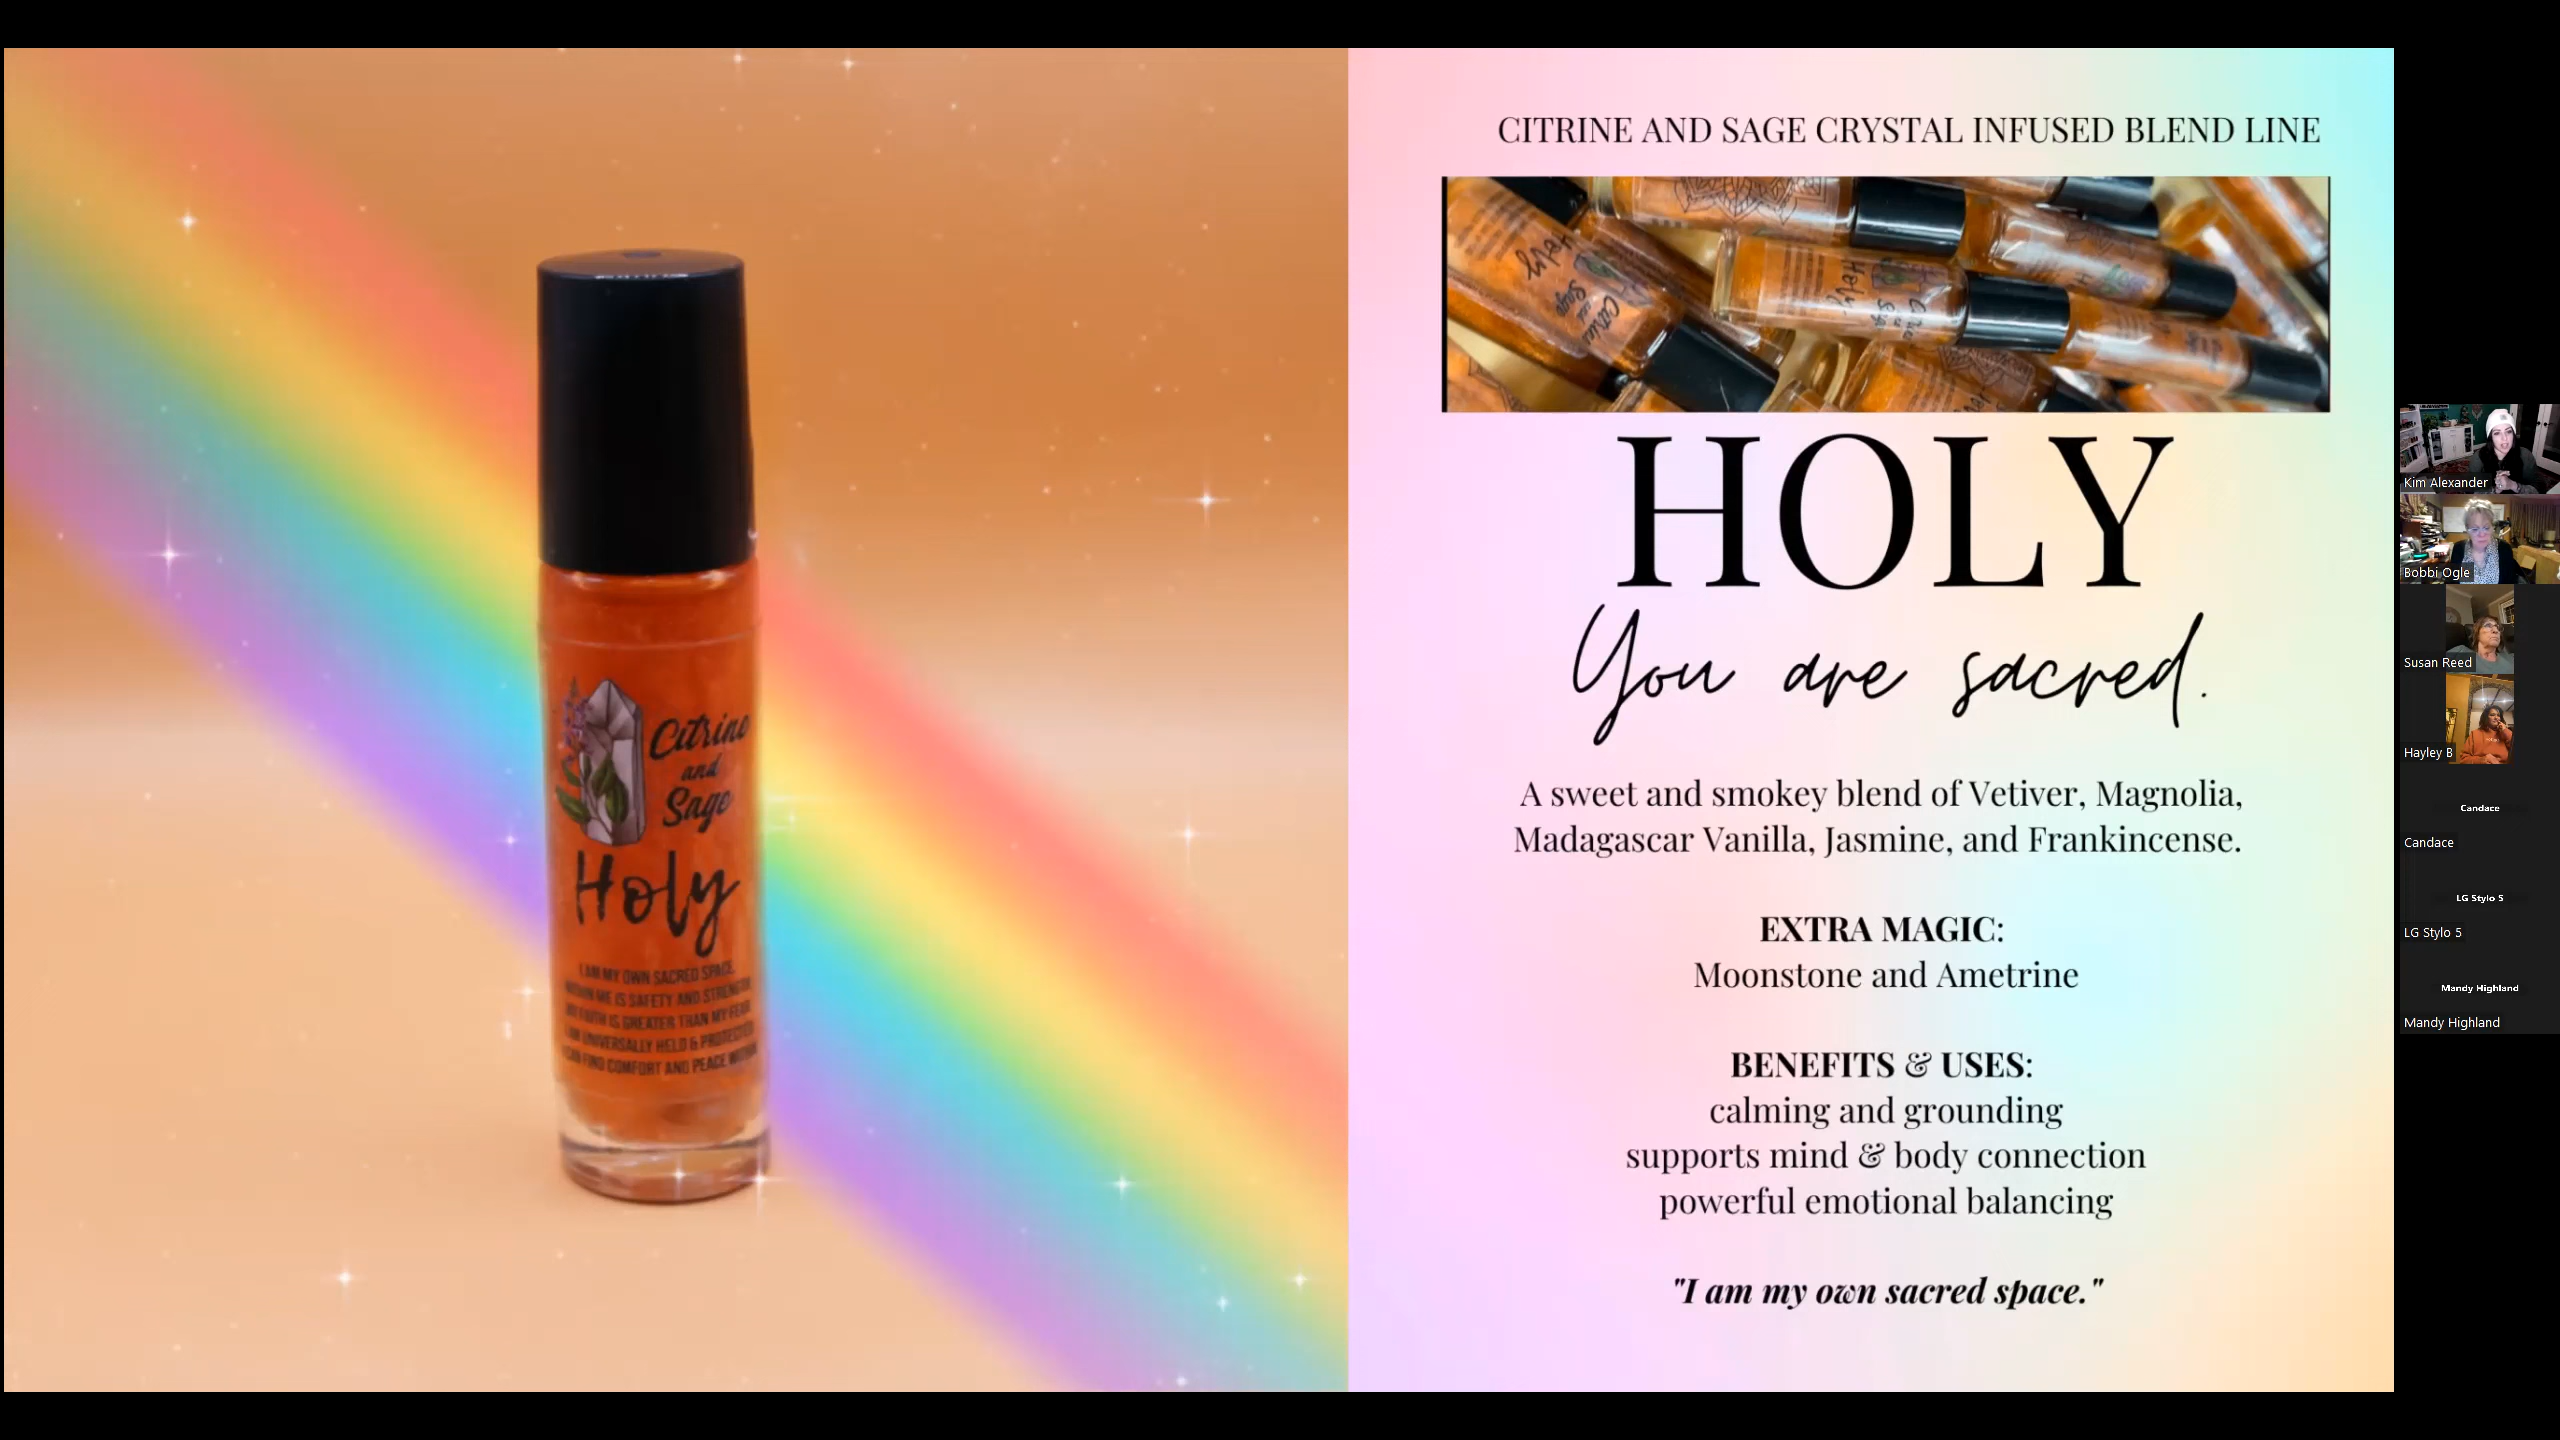 CITRINE AND SAGE CRYSTAL INFUSED BLEND LINE
HOLY
You are sacred.
A sweet and smokey blend of Vetiver, Magnolia,
Madagascar Vanilla, Jasmine, and Frankincense.
EXTRA MAGIC:
Moonstone and Ametrine
BENEFITS & USES:
calming and grounding
supports mind & body connection
powerful emotional balancing
"I am my own sacred space."
Citrine
and
Sage
Holy
I AM MY OWN SACRED SPACE
WITHIN ME IS SAFETY AND STRENGTH
MY FAITH IS GREATER THAN MY FEAR
I AM UNIVERSALLY HELD & PROTECTED
I CAN FIND COMFORT AND PEACE WITHIN
Kim Alexander
Bobbi Ogle
Susan Reed
Hayley B
Candace
Candace
LG Stylo 5
LG Stylo 5
Mandy Highland
Mandy Highland